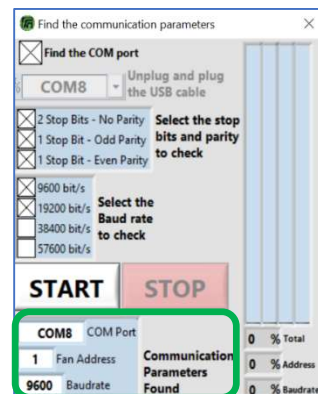 Find the communication parameters
Find the COM port
COM8
Unplug and plug
the USB cable
2 Stop Bits - No Parity
1 Stop Bit - Odd Parity
1 Stop Bit - Even Parity
Select the stop
bits and parity
to check
9600 bit/s
19200 bit/s
38400 bit/s
57600 bit/s
Select the
Baud rate
to check
START
STOP
COM8 COM Port
1 Fan Address
9600 Baudrate
Communication
Parameters
Found
0 % Total
0 % Address
0 % Baudrate